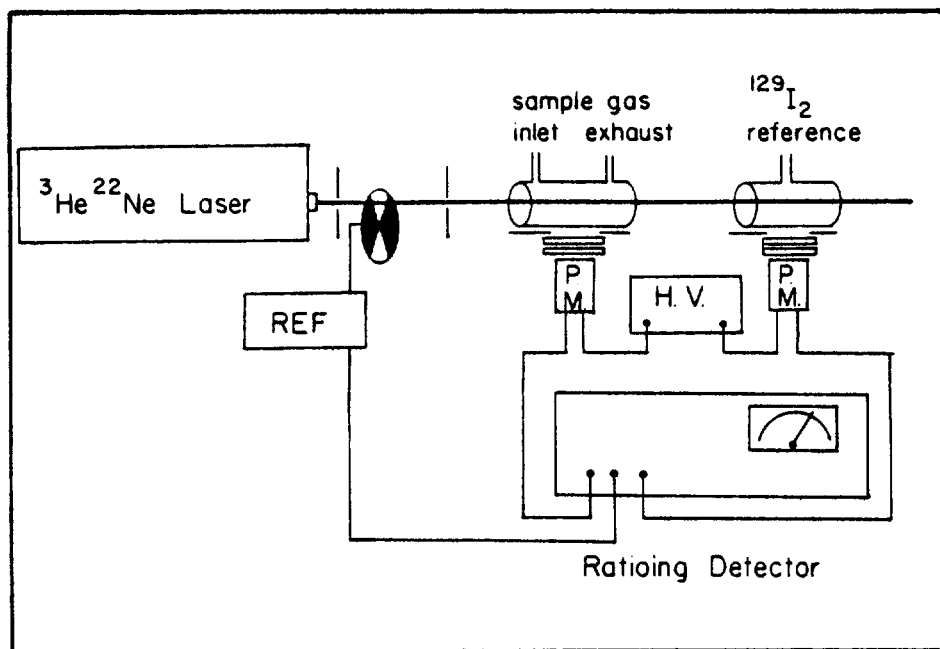 sample gas
inlet exhaust
¹²⁹I₂
reference
³He²²Ne Laser
P.
M.
H. V.
P.
M.
REF
Ratioing Detector